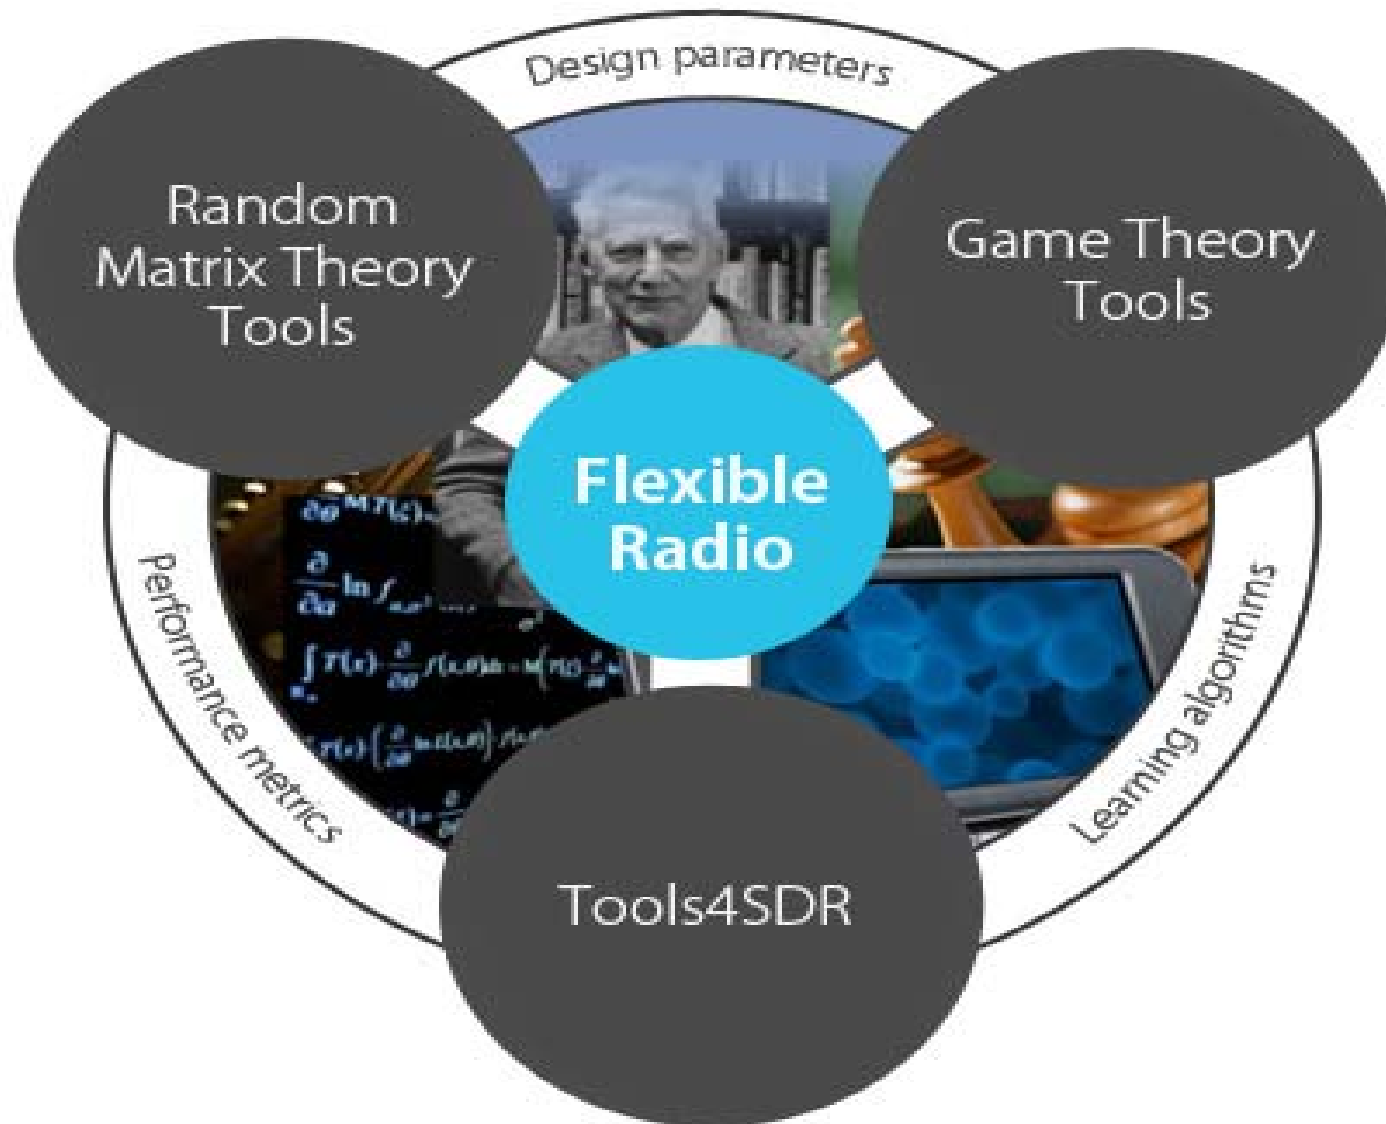 Design parameters
Random
Matrix Theory
Tools
Game Theory
Tools
Flexible
Radio
Performance metrics
Learning algorithms
Tools4SDR